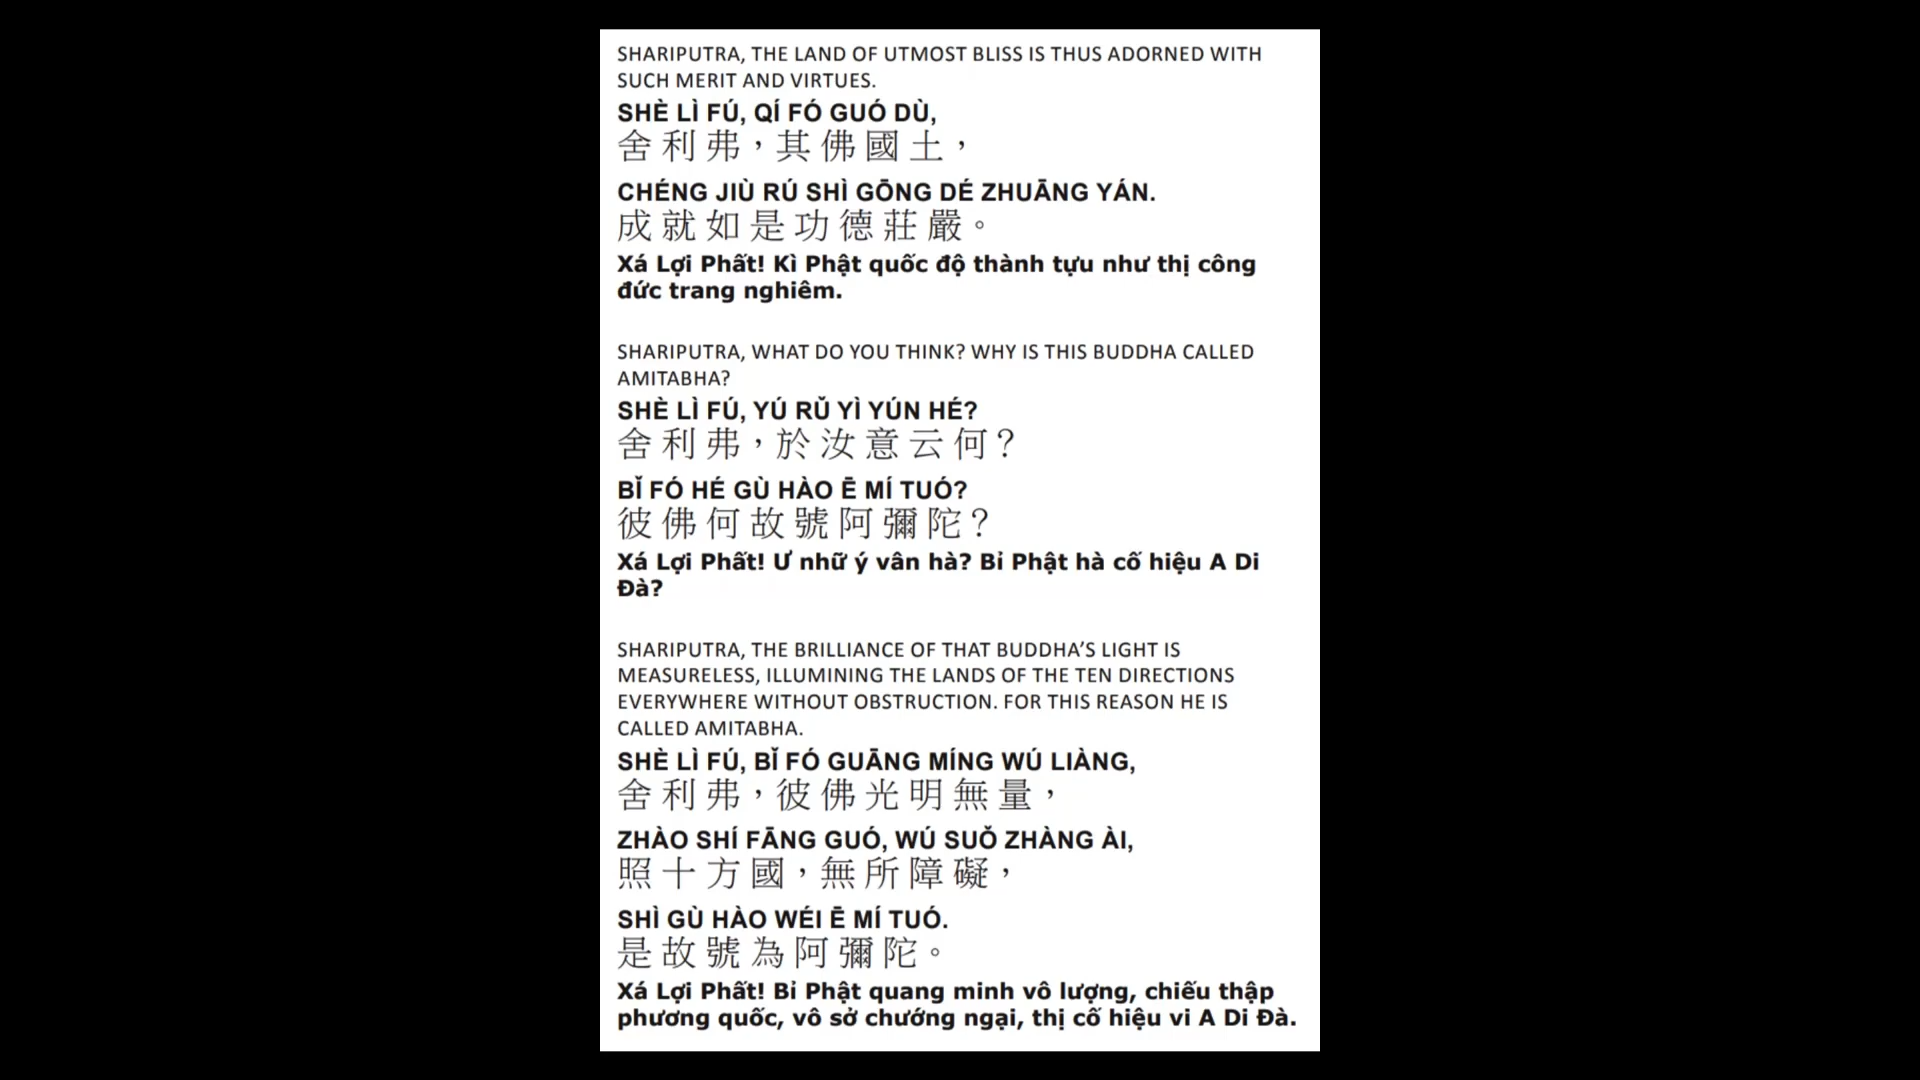 SHARIPUTRA, THE LAND OF UTMOST BLISS IS THUS ADORNED WITH
SUCH MERIT AND VIRTUES.
SHÈ LÌ FÚ, QÍ FÓ GUÓ DÙ,
舍利弗，其佛國土，
CHÉNG JIÙ RÚ SHÌ GŌNG DÉ ZHUĀNG YÁN.
成就如是功德莊嚴。
Xá Lợi Phất! Kì Phật quốc độ thành tựu như thị công
đức trang nghiêm.
SHARIPUTRA, WHAT DO YOU THINK? WHY IS THIS BUDDHA CALLED
AMITABHA?
SHÈ LÌ FÚ, YÚ RǓ YÌ YÚN HÉ?
舍利弗，於汝意云何？
BǏ FÓ HÉ GÙ HÀO Ē MÍ TUÓ?
彼佛何故號阿彌陀？
Xá Lợi Phất! Ư nhữ ý vân hà? Bỉ Phật hà cố hiệu A Di
Đà?
SHARIPUTRA, THE BRILLIANCE OF THAT BUDDHA’S LIGHT IS
MEASURELESS, ILLUMINING THE LANDS OF THE TEN DIRECTIONS
EVERYWHERE WITHOUT OBSTRUCTION. FOR THIS REASON HE IS
CALLED AMITABHA.
SHÈ LÌ FÚ, BǏ FÓ GUĀNG MÍNG WÚ LIÀNG,
舍利弗，彼佛光明無量，
ZHÀO SHÍ FĀNG GUÓ, WÚ SUǑ ZHÀNG ÀI,
照十方國，無所障礙，
SHÌ GÙ HÀO WÉI Ē MÍ TUÓ.
是故號為阿彌陀。
Xá Lợi Phất! Bỉ Phật quang minh vô lượng, chiếu thập
phương quốc, vô sở chướng ngại, thị cố hiệu vi A Di Đà.